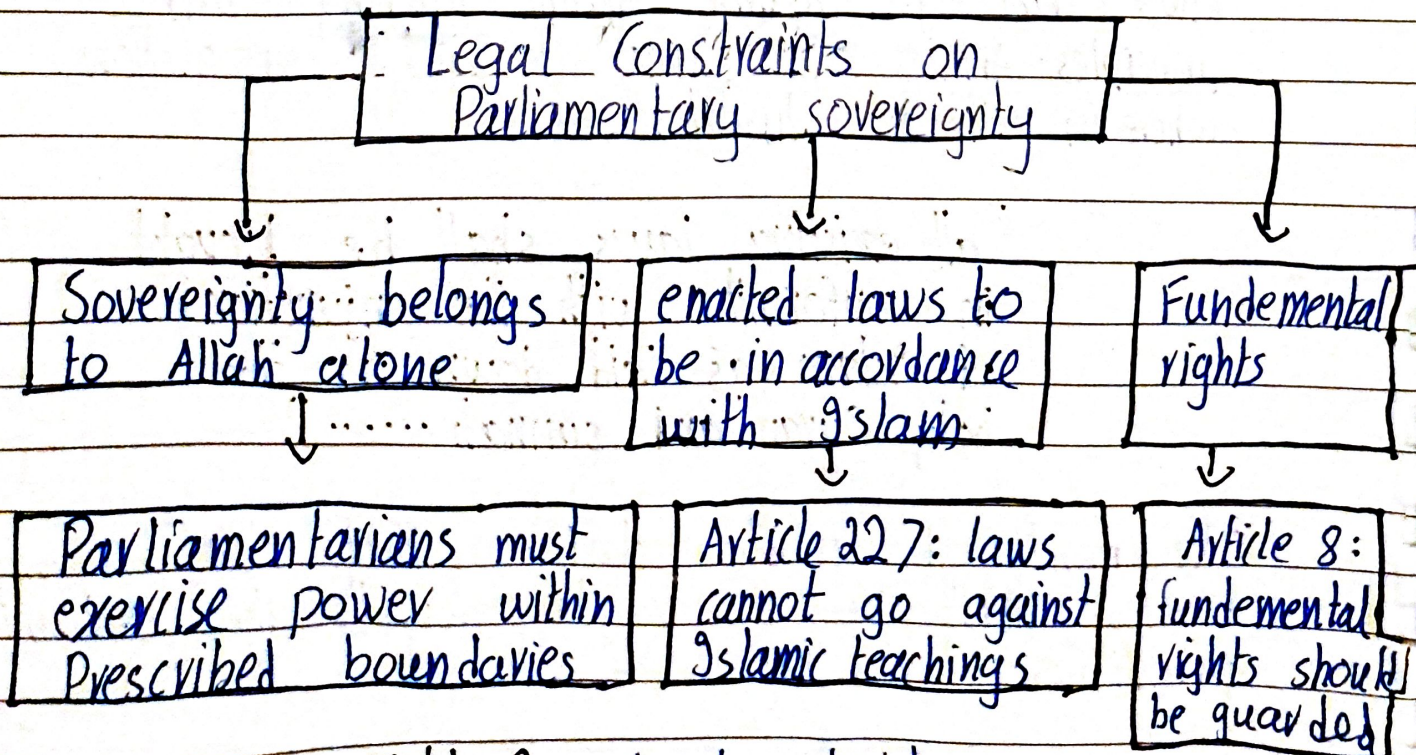 Legal Constraints on
Parliamentary sovereignty
Sovereignty belongs
to Allah alone
enacted laws to
be in accordance
with Islam
Fundemental
rights
Parliamentarians must
exercise power within
Prescribed boundaries
Article 227: laws
cannot go against
Islamic teachings
Article 8:
fundemental
rights should
be guarded